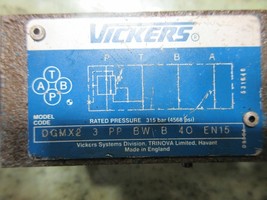 VICKERS®
P T B A
T
A B
P
MODEL CODE
RATED PRESSURE 315 bar (4568 psi)
DGMX2 3 PP BW B 40 EN15
Vickers Systems Division, TRINOVA Limited, Havant
Made in England